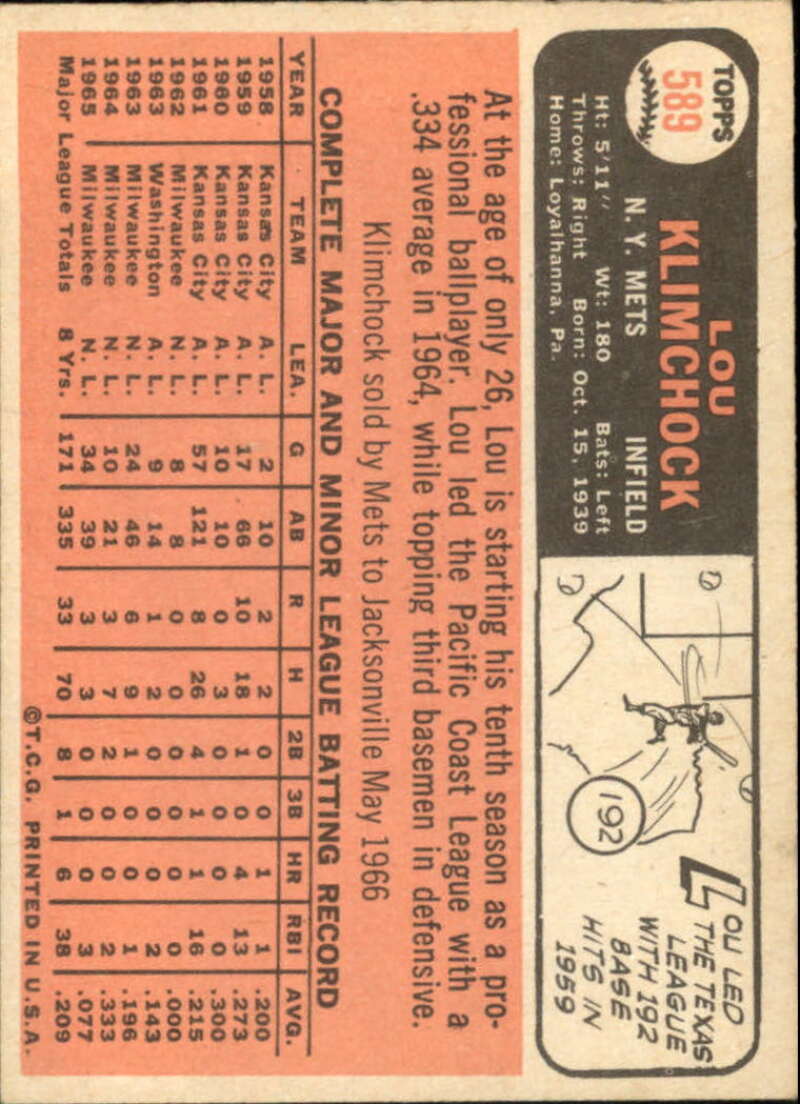 TOPPS
589
LOU
KLIMCHOCK
N. Y. METS INFIELD
Ht: 5'11" Wt: 180 Bats: Left
Throws: Right Born: Oct. 15, 1939
Home: Loyalhanna, Pa.
192
LOU LED
THE TEXAS
LEAGUE
WITH 192
BASE
HITS IN
1959
At the age of only 26, Lou is starting his tenth season as a pro-
fessional ballplayer. Lou led the Pacific Coast League with a
.334 average in 1964, while topping third basemen in defensive.
Klimchock sold by Mets to Jacksonville May 1966
COMPLETE MAJOR AND MINOR LEAGUE BATTING RECORD
YEAR TEAM LEA. G AB R H 2B 3B HR RBI AVG.
1958 Kansas City A. L. 2 10 2 2 0 0 1 1 .200
1959 Kansas City A. L. 17 66 10 18 1 0 4 13 .273
1960 Kansas City A. L. 10 10 0 3 0 0 0 0 .300
1961 Kansas City A. L. 57 121 8 26 4 1 1 16 .215
1962 Milwaukee N. L. 8 8 0 0 0 0 0 0 .000
1963 Washington A. L. 9 14 1 2 0 0 0 2 .143
1963 Milwaukee N. L. 24 46 6 9 1 0 0 1 .196
1964 Milwaukee N. L. 10 21 3 7 2 0 0 2 .333
1965 Milwaukee N. L. 34 39 3 3 0 0 0 3 .077
Major League Totals 8 Yrs. 171 335 33 70 8 1 6 38 .209
©T.C.G. PRINTED IN U.S.A.